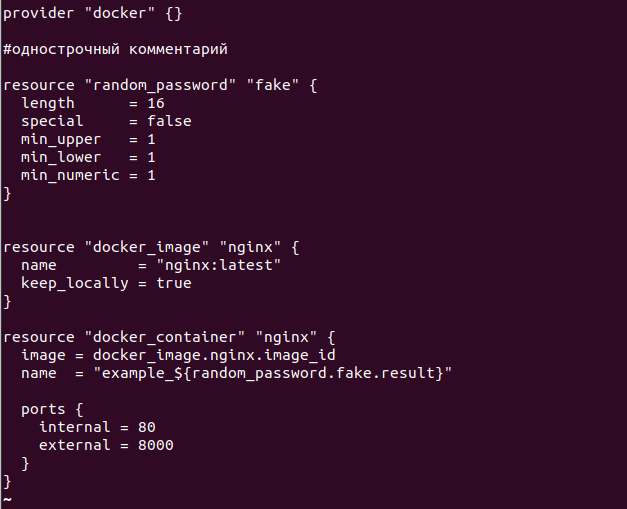 provider "docker" {}
#однострочный комментарий
resource "random_password" "fake" {
  length      = 16
  special     = false
  min_upper   = 1
  min_lower   = 1
  min_numeric = 1
}
resource "docker_image" "nginx" {
  name         = "nginx:latest"
  keep_locally = true
}
resource "docker_container" "nginx" {
  image = docker_image.nginx.image_id
  name  = "example_${random_password.fake.result}"
  ports {
    internal = 80
    external = 8000
  }
}
~